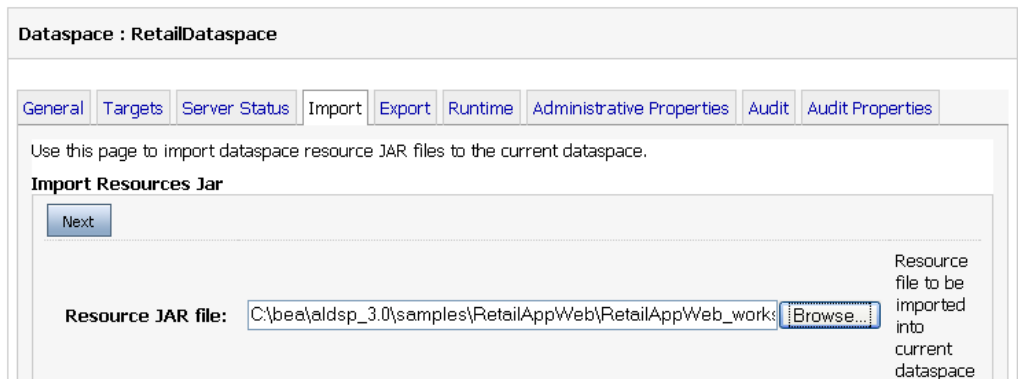 Dataspace : RetailDataspace
General Targets Server Status Import Export Runtime Administrative Properties Audit Audit Properties
Use this page to import dataspace resource JAR files to the current dataspace.
Import Resources Jar
Next
Resource JAR file: C:\bea\aldsp_3.0\samples\RetailAppWeb\RetailAppWeb_works Browse...
Resource
file to be
imported
into
current
dataspace